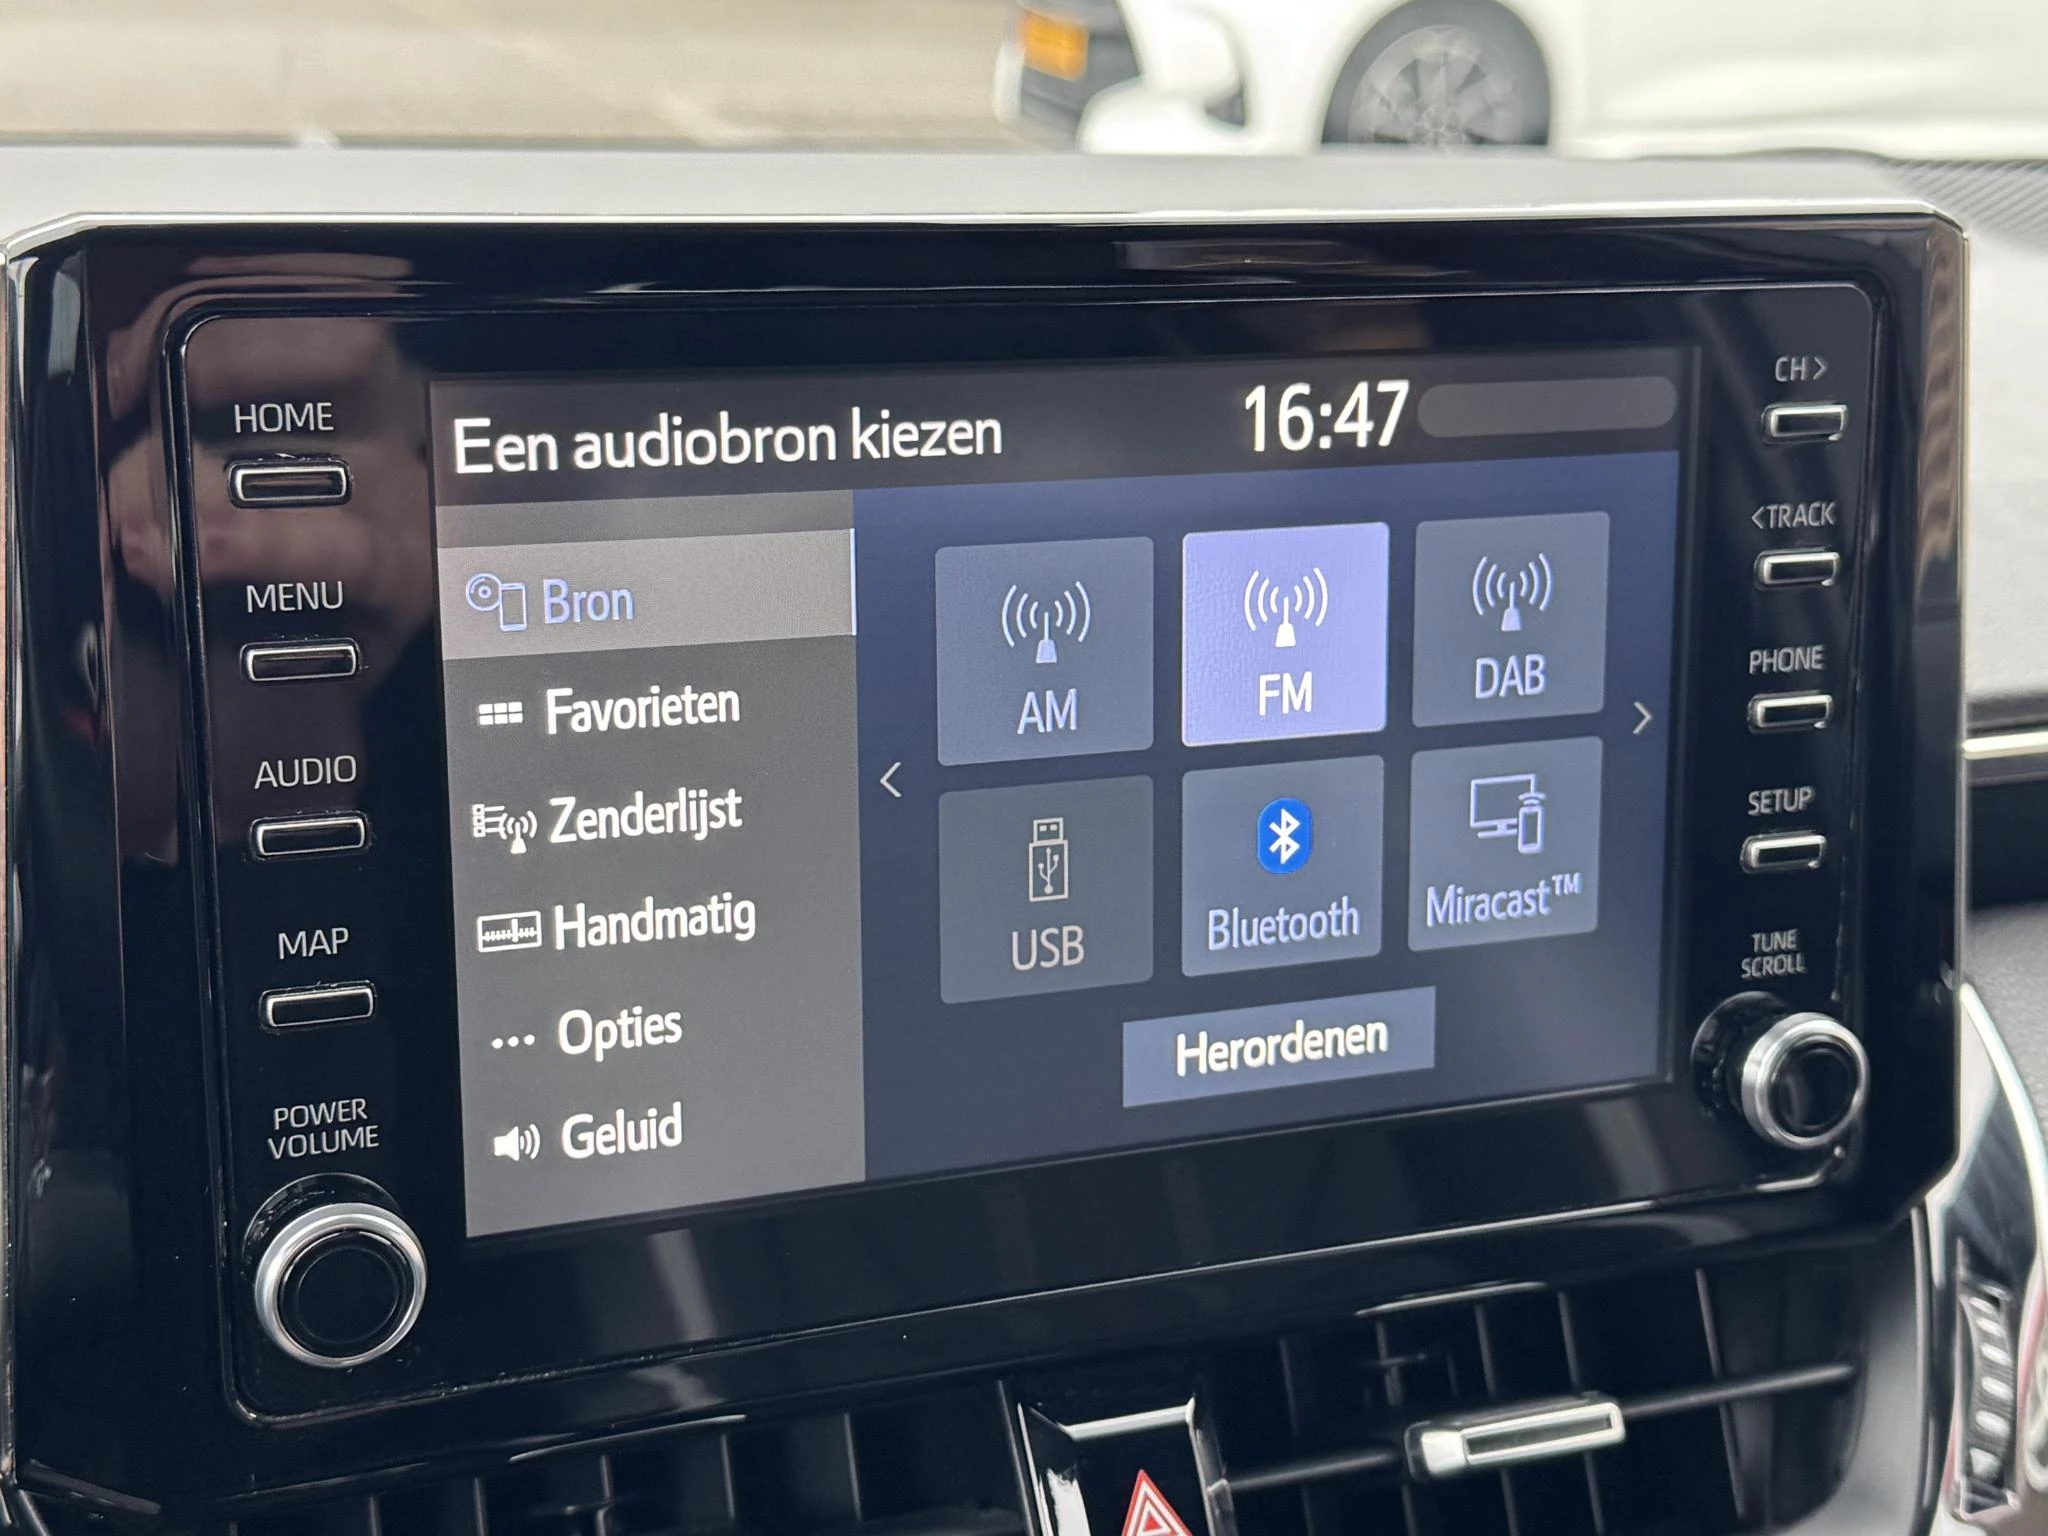 HOME
MENU
AUDIO
MAP
POWER
VOLUME
Een audiobron kiezen
16:47
Bron
Favorieten
Zenderlijst
Handmatig
Opties
Geluid
AM
FM
DAB
USB
Bluetooth
Miracast™
<
>
Herordenen
CH>
<TRACK
PHONE
SETUP
TUNE
SCROLL